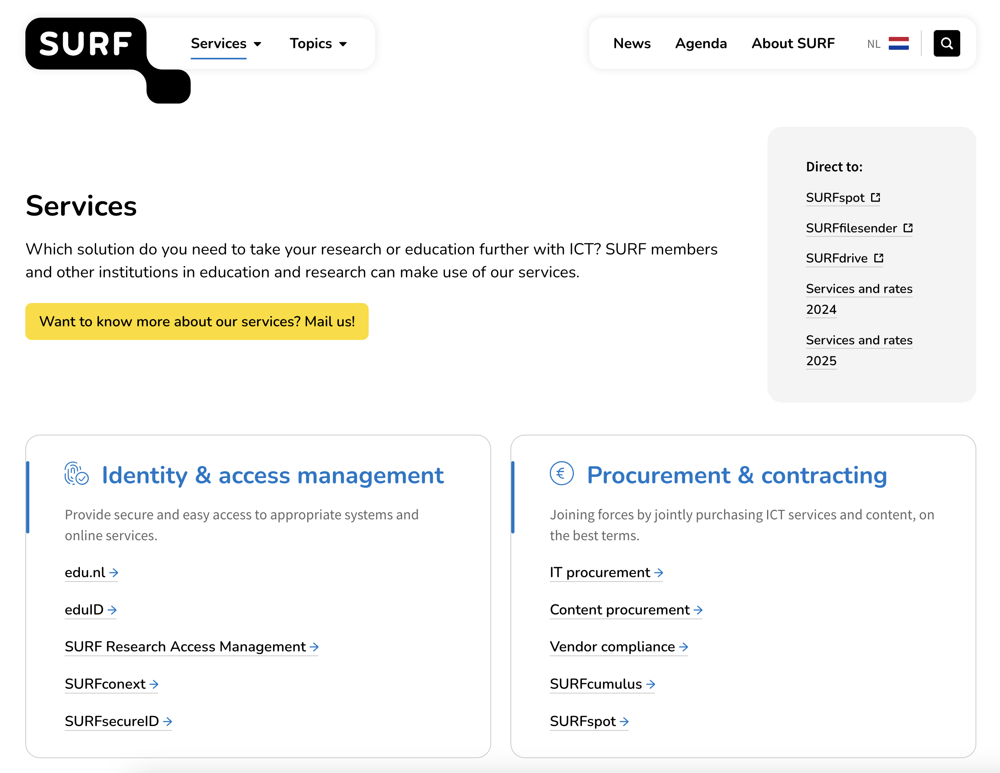 SURF
Services
Topics
News
Agenda
About SURF
NL
Direct to:
SURFspot
SURFfilesender
SURFdrive
Services and rates
2024
Services and rates
2025
Services
Which solution do you need to take your research or education further with ICT? SURF members
and other institutions in education and research can make use of our services.
Want to know more about our services? Mail us!
Identity & access management
Provide secure and easy access to appropriate systems and
online services.
edu.nl
eduID
SURF Research Access Management
SURFconext
SURFsecureID
Procurement & contracting
Joining forces by jointly purchasing ICT services and content, on
the best terms.
IT procurement
Content procurement
Vendor compliance
SURFcumulus
SURFspot